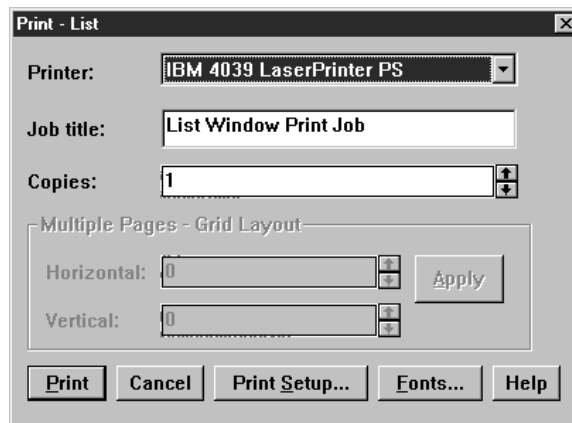 Print - List
Printer: IBM 4039 LaserPrinter PS
Job title: List Window Print Job
Copies: 1
Multiple Pages - Grid Layout
Horizontal: 0
Apply
Vertical: 0
Print Cancel Print Setup... Fonts... Help